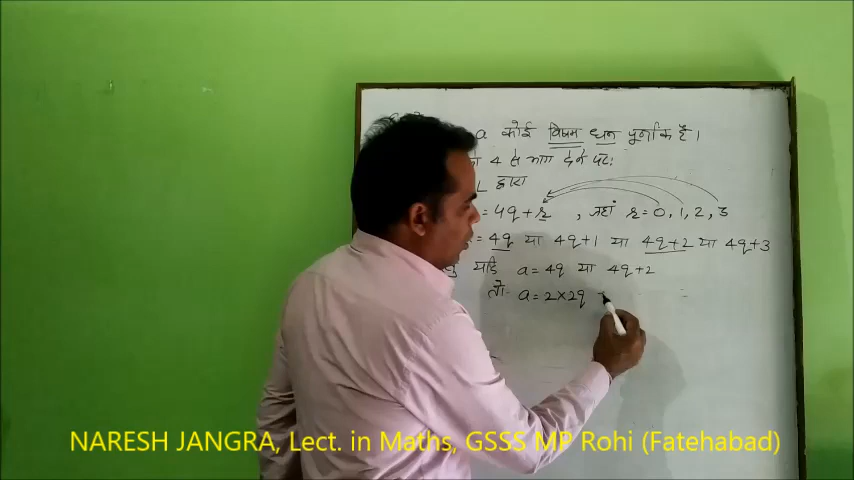 a कोई विषम धन पूर्णांक है।
4 से भाग देने पर:
L द्वारा
= 4q + r , जहां r = 0, 1, 2, 3
= 4q या 4q+1 या 4q+2 या 4q+3
यदि a = 4q या 4q+2
तो a = 2×2q
NARESH JANGRA, Lect. in Maths, GSSS MP Rohi (Fatehabad)